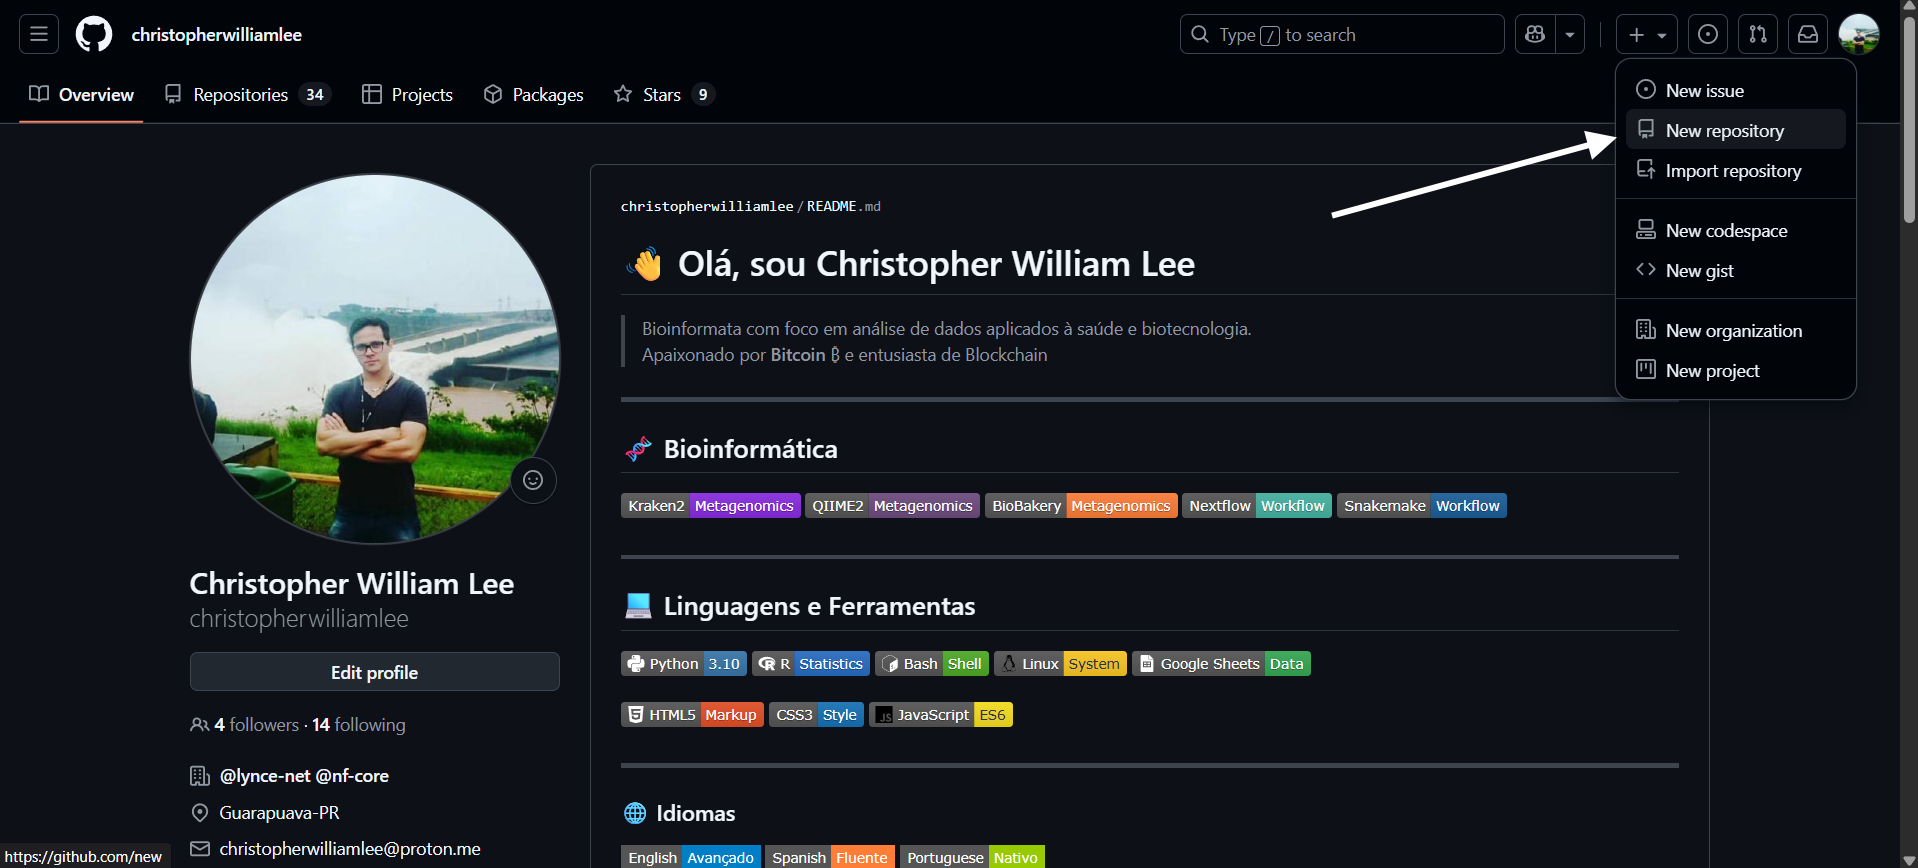 christopherwilliamlee
Type / to search
Overview
Repositories 34
Projects
Packages
Stars 9
New issue
New repository
Import repository
New codespace
New gist
New organization
New project
christopherwilliamlee/README.md
Olá, sou Christopher William Lee
Bioinformata com foco em análise de dados aplicados à saúde e biotecnologia.
Apaixonado por Bitcoin ₿ e entusiasta de Blockchain
Bioinformática
Kraken2 Metagenomics QIIME2 Metagenomics BioBakery Metagenomics Nextflow Workflow Snakemake Workflow
Linguagens e Ferramentas
Python 3.10 R Statistics Bash Shell Linux System Google Sheets Data
HTML5 Markup CSS3 Style JS JavaScript ES6
Idiomas
English Avançado Spanish Fluente Portuguese Nativo
Christopher William Lee
christopherwilliamlee
Edit profile
4 followers · 14 following
@lynce-net @nf-core
Guarapuava-PR
christopherwilliamlee@proton.me
https://github.com/new